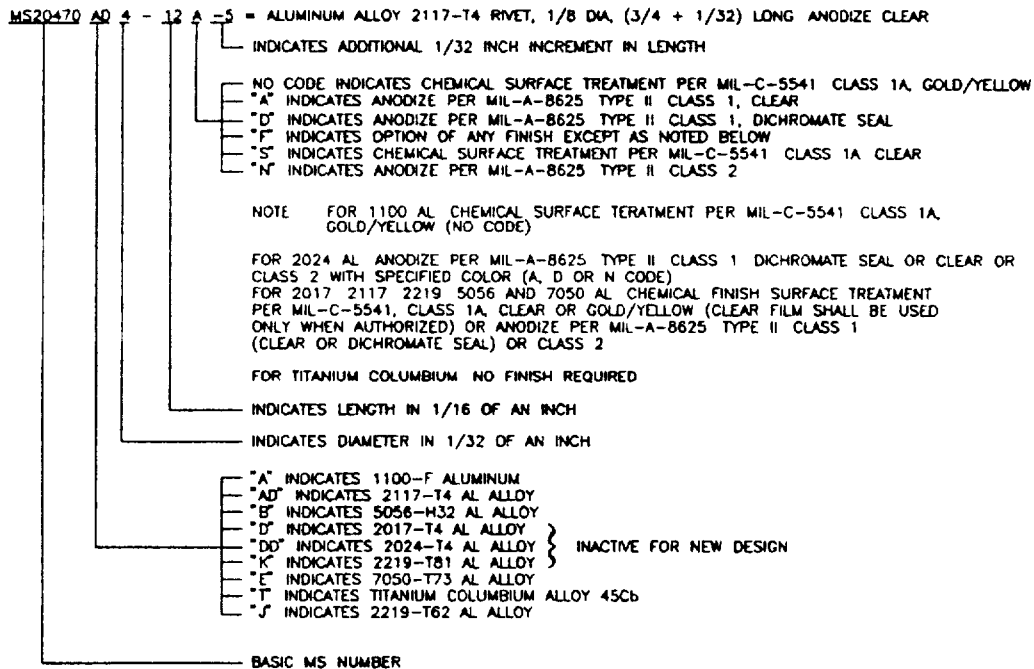 MS20470 AD 4 - 12 A -5 = ALUMINUM ALLOY 2117-T4 RIVET, 1/8 DIA, (3/4 + 1/32) LONG ANODIZE CLEAR
INDICATES ADDITIONAL 1/32 INCH INCREMENT IN LENGTH
NO CODE INDICATES CHEMICAL SURFACE TREATMENT PER MIL-C-5541 CLASS 1A, GOLD/YELLOW
"A" INDICATES ANODIZE PER MIL-A-8625 TYPE II CLASS 1, CLEAR
"D" INDICATES ANODIZE PER MIL-A-8625 TYPE II CLASS 1, DICHROMATE SEAL
"F" INDICATES OPTION OF ANY FINISH EXCEPT AS NOTED BELOW
"S" INDICATES CHEMICAL SURFACE TREATMENT PER MIL-C-5541 CLASS 1A CLEAR
"N" INDICATES ANODIZE PER MIL-A-8625 TYPE II CLASS 2
NOTE FOR 1100 AL CHEMICAL SURFACE TERATMENT PER MIL-C-5541 CLASS 1A,
GOLD/YELLOW (NO CODE)
FOR 2024 AL ANODIZE PER MIL-A-8625 TYPE II CLASS 1 DICHROMATE SEAL OR CLEAR OR
CLASS 2 WITH SPECIFIED COLOR (A, D OR N CODE)
FOR 2017 2117 2219 5056 AND 7050 AL CHEMICAL FINISH SURFACE TREATMENT
PER MIL-C-5541, CLASS 1A, CLEAR OR GOLD/YELLOW (CLEAR FILM SHALL BE USED
ONLY WHEN AUTHORIZED) OR ANODIZE PER MIL-A-8625 TYPE II CLASS 1
(CLEAR OR DICHROMATE SEAL) OR CLASS 2
FOR TITANIUM COLUMBIUM NO FINISH REQUIRED
INDICATES LENGTH IN 1/16 OF AN INCH
INDICATES DIAMETER IN 1/32 OF AN INCH
"A" INDICATES 1100-F ALUMINUM
"AD" INDICATES 2117-T4 AL ALLOY
"B" INDICATES 5056-H32 AL ALLOY
"D" INDICATES 2017-T4 AL ALLOY
"DD" INDICATES 2024-T4 AL ALLOY INACTIVE FOR NEW DESIGN
"K" INDICATES 2219-T81 AL ALLOY
"E" INDICATES 7050-T73 AL ALLOY
"T" INDICATES TITANIUM COLUMBIUM ALLOY 45Cb
"J" INDICATES 2219-T62 AL ALLOY
BASIC MS NUMBER